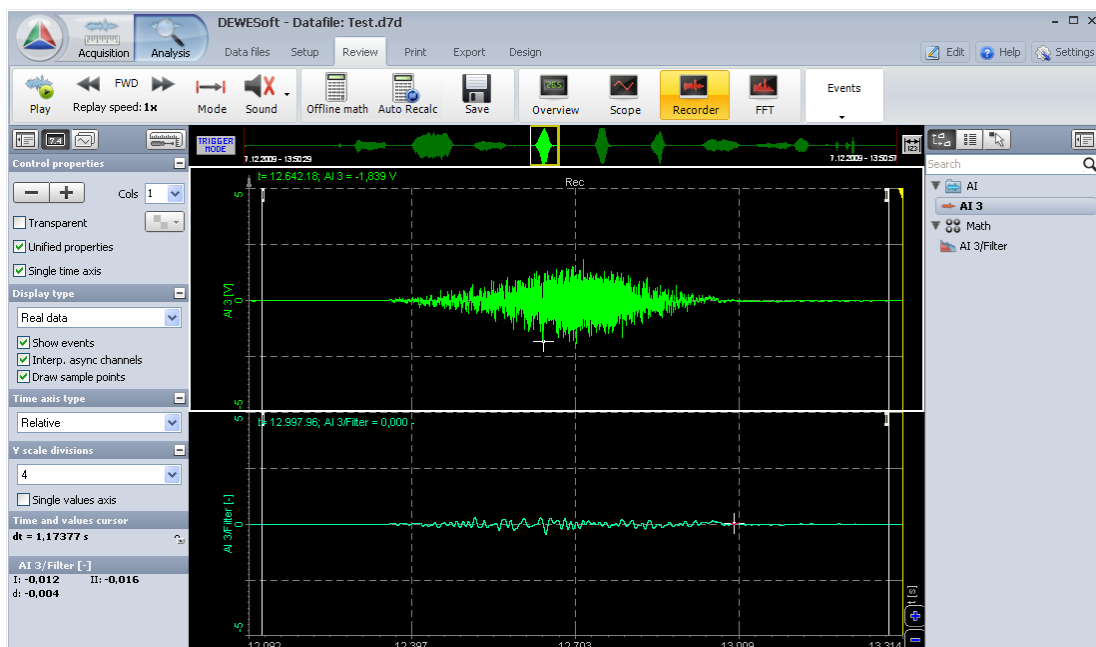 DEWESoft - Datafile: Test.d7d
Acquisition
Analysis
Data files
Setup
Review
Print
Export
Design
Edit
Help
Settings
Play
FWD
Replay speed: 1x
Mode
Sound
Offline math
Auto Recalc
Save
Overview
Scope
Recorder
FFT
Events
Control properties
Cols 1
Transparent
Unified properties
Single time axis
Display type
Real data
Show events
Interp. async channels
Draw sample points
Time axis type
Relative
Y scale divisions
4
Single values axis
Time and values cursor
dt = 1,17377 s
AI 3/Filter [-]
I: -0,012 II: -0,016
d: -0,004
TRIGGER
MODE
7.12.2009 - 13:50:29
7.12.2009 - 13:50:57
t= 12.642.18; AI 3 = -1,839 V
Rec
5
AI 3 [V]
0
-5
t= 12.997.96; AI 3/Filter = 0,000 -
5
AI 3/Filter [-]
0
-5
t [s]
12.092 12.397 12.703 13.009 13.314
Search
AI
AI 3
Math
AI 3/Filter